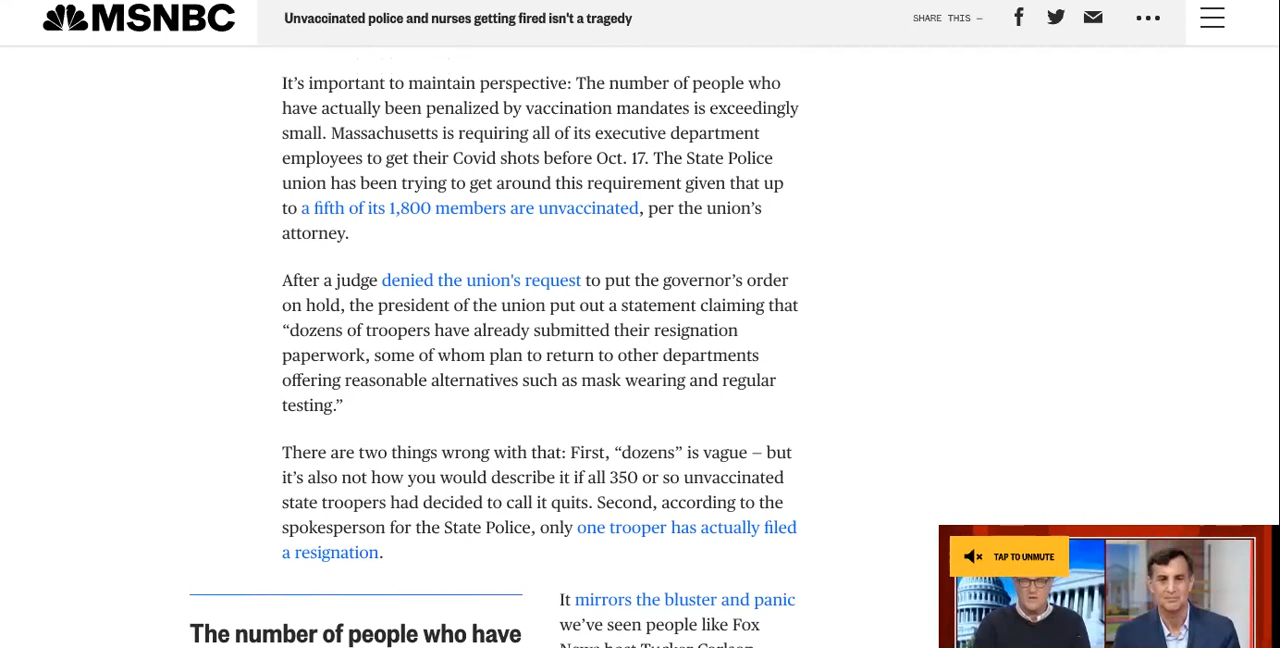 MSNBC
Unvaccinated police and nurses getting fired isn't a tragedy
SHARE THIS –
It’s important to maintain perspective: The number of people who
have actually been penalized by vaccination mandates is exceedingly
small. Massachusetts is requiring all of its executive department
employees to get their Covid shots before Oct. 17. The State Police
union has been trying to get around this requirement given that up
to a fifth of its 1,800 members are unvaccinated, per the union’s
attorney.
After a judge denied the union's request to put the governor’s order
on hold, the president of the union put out a statement claiming that
“dozens of troopers have already submitted their resignation
paperwork, some of whom plan to return to other departments
offering reasonable alternatives such as mask wearing and regular
testing.”
There are two things wrong with that: First, “dozens” is vague — but
it’s also not how you would describe it if all 350 or so unvaccinated
state troopers had decided to call it quits. Second, according to the
spokesperson for the State Police, only one trooper has actually filed
a resignation.
The number of people who have
It mirrors the bluster and panic
we’ve seen people like Fox
News host Tucker Carlson
TAP TO UNMUTE